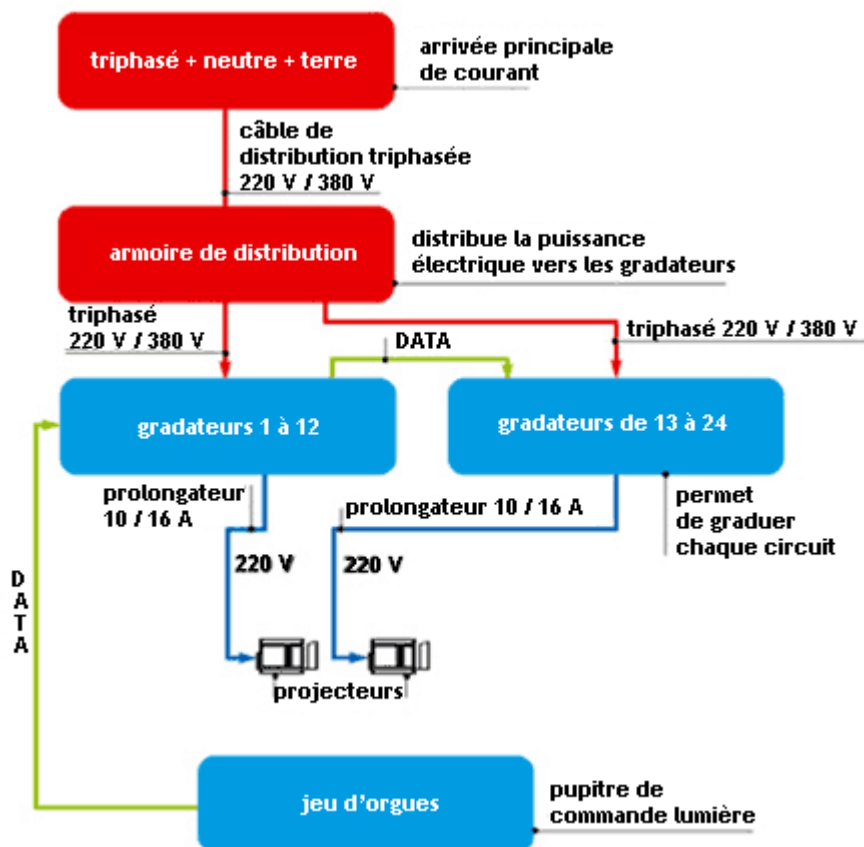 triphasé + neutre + terre
arrivée principale
de courant
câble de
distribution triphasée
220 V / 380 V
armoire de distribution
distribue la puissance
électrique vers les gradateurs
triphasé
220 V / 380 V
DATA
triphasé 220 V / 380 V
gradateurs 1 à 12
gradateurs de 13 à 24
prolongateur
10 / 16 A
prolongateur 10 / 16 A
permet
de graduer
chaque circuit
220 V
220 V
D
A
T
A
projecteurs
jeu d'orgues
pupitre de
commande lumière